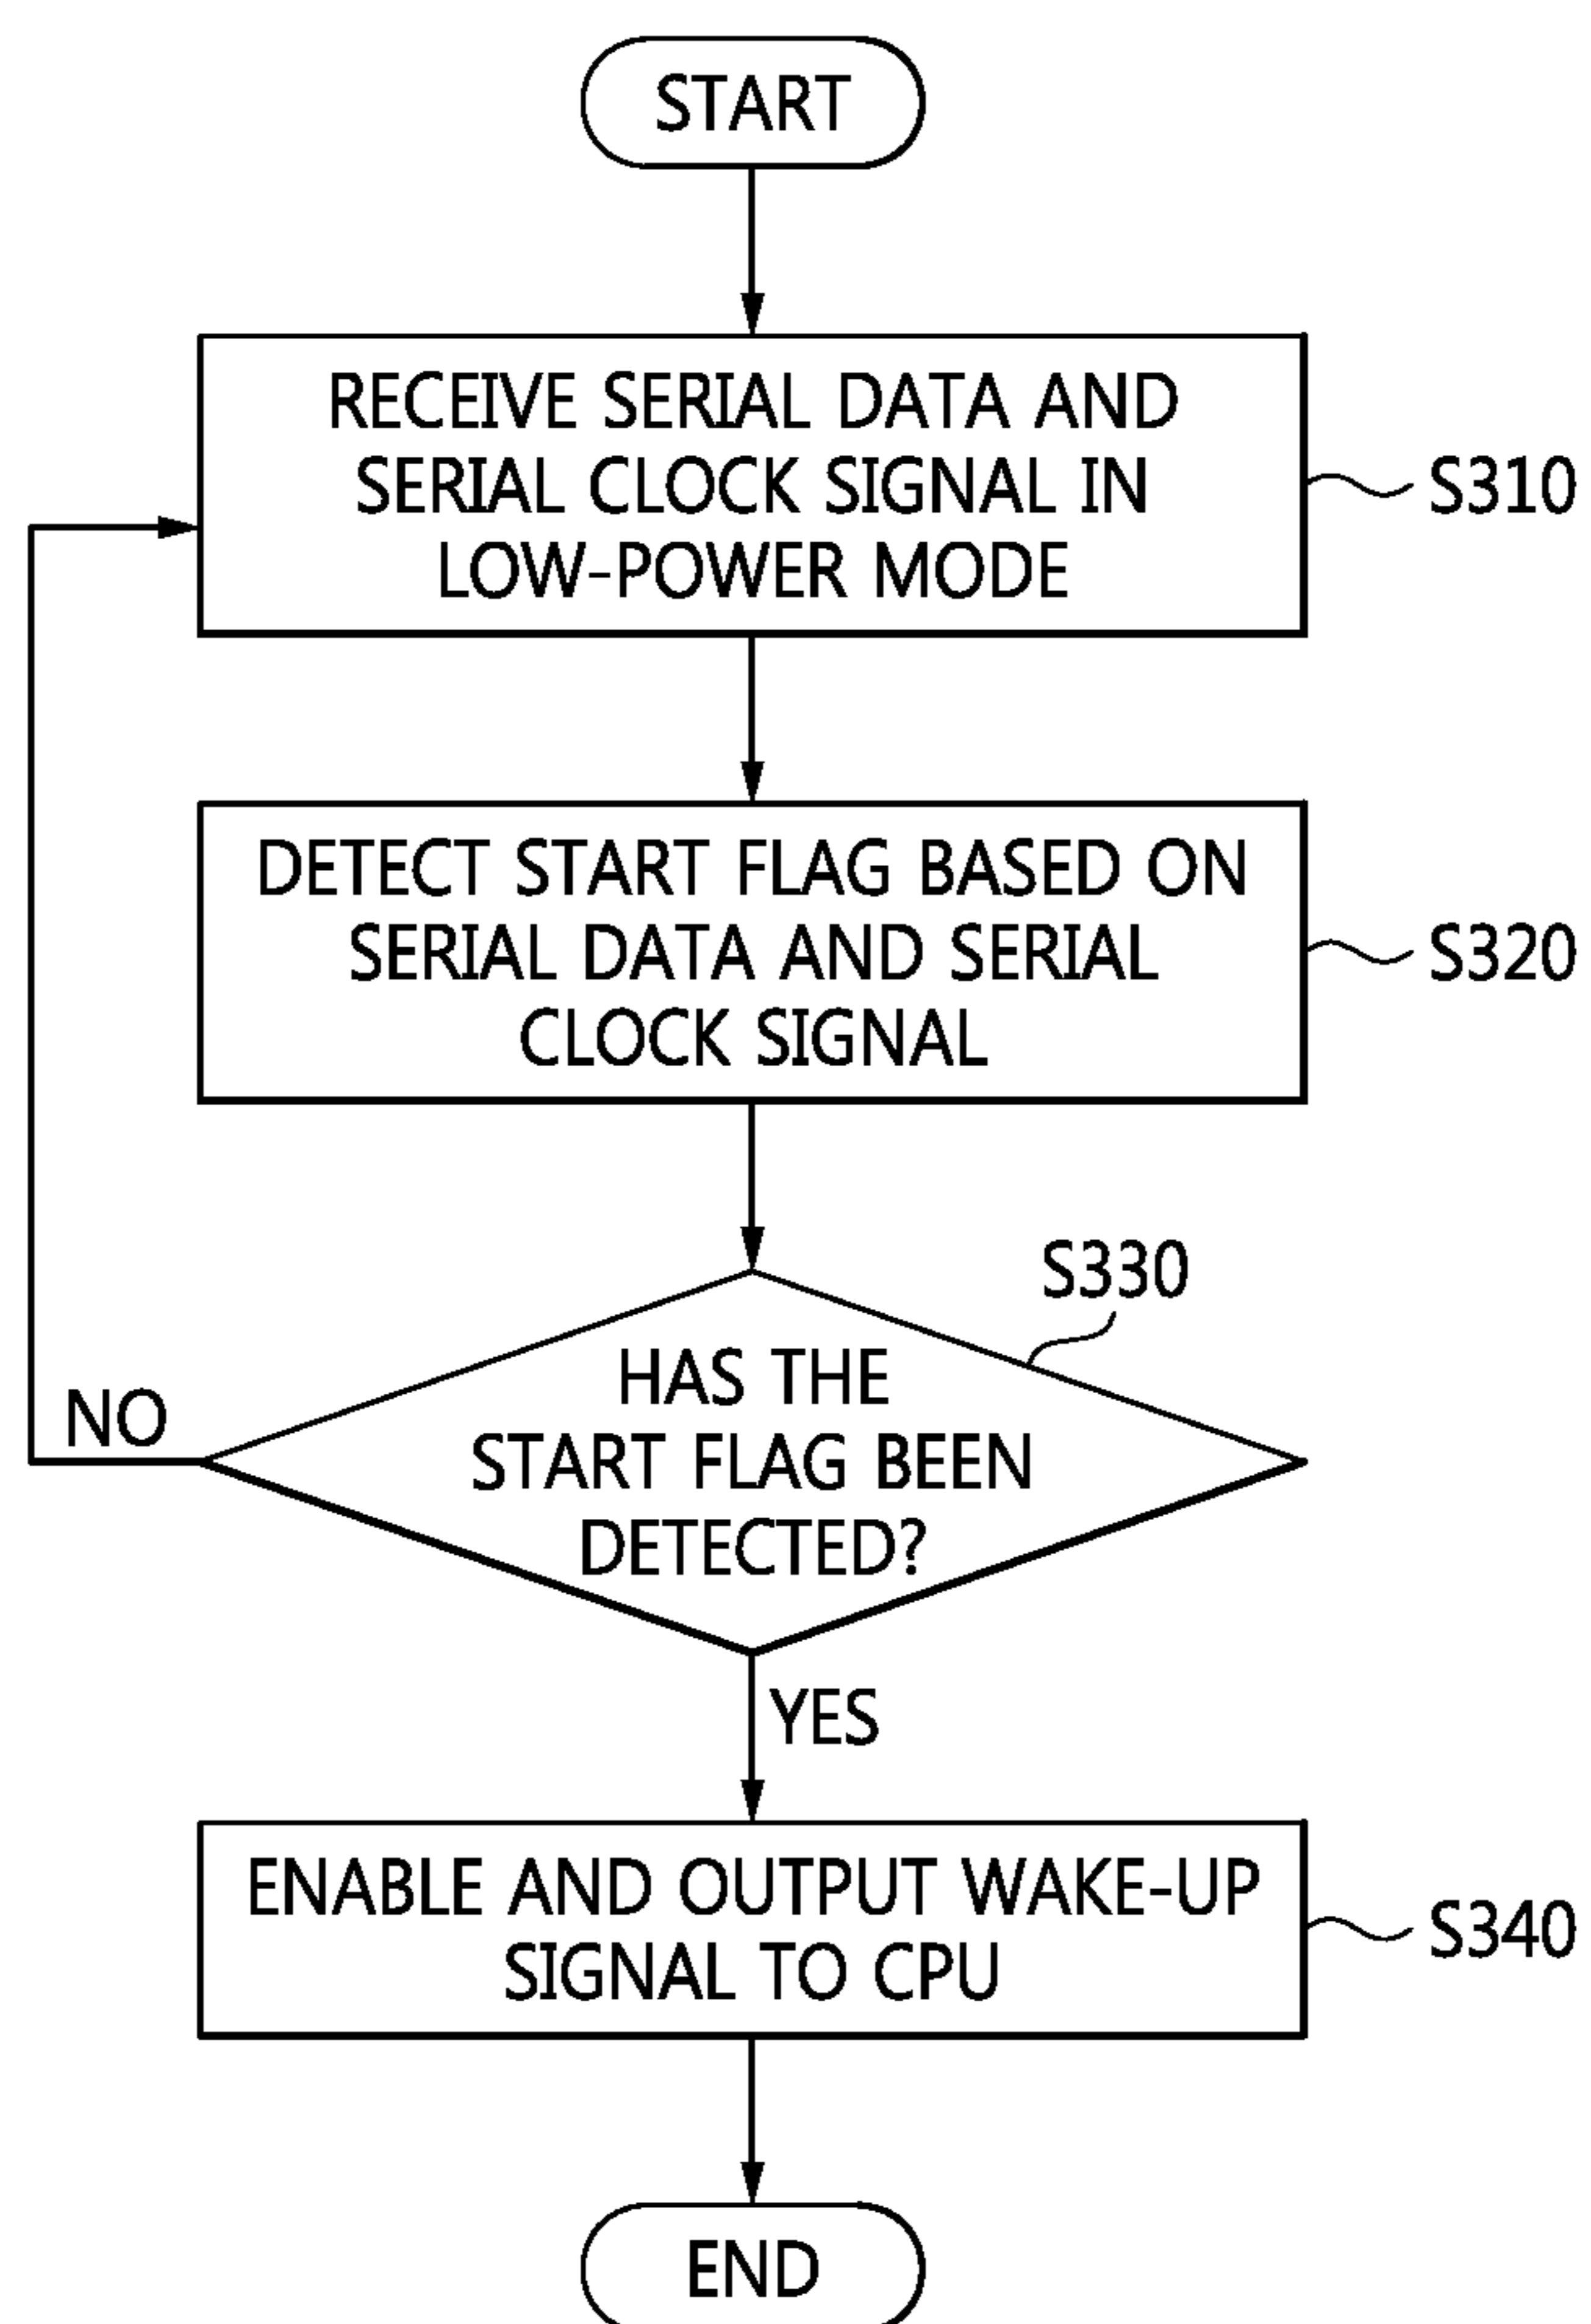 START
RECEIVE SERIAL DATA AND
SERIAL CLOCK SIGNAL IN
LOW-POWER MODE
S310
DETECT START FLAG BASED ON
SERIAL DATA AND SERIAL
CLOCK SIGNAL
S320
S330
HAS THE
START FLAG BEEN
DETECTED?
NO
YES
ENABLE AND OUTPUT WAKE-UP
SIGNAL TO CPU
S340
END